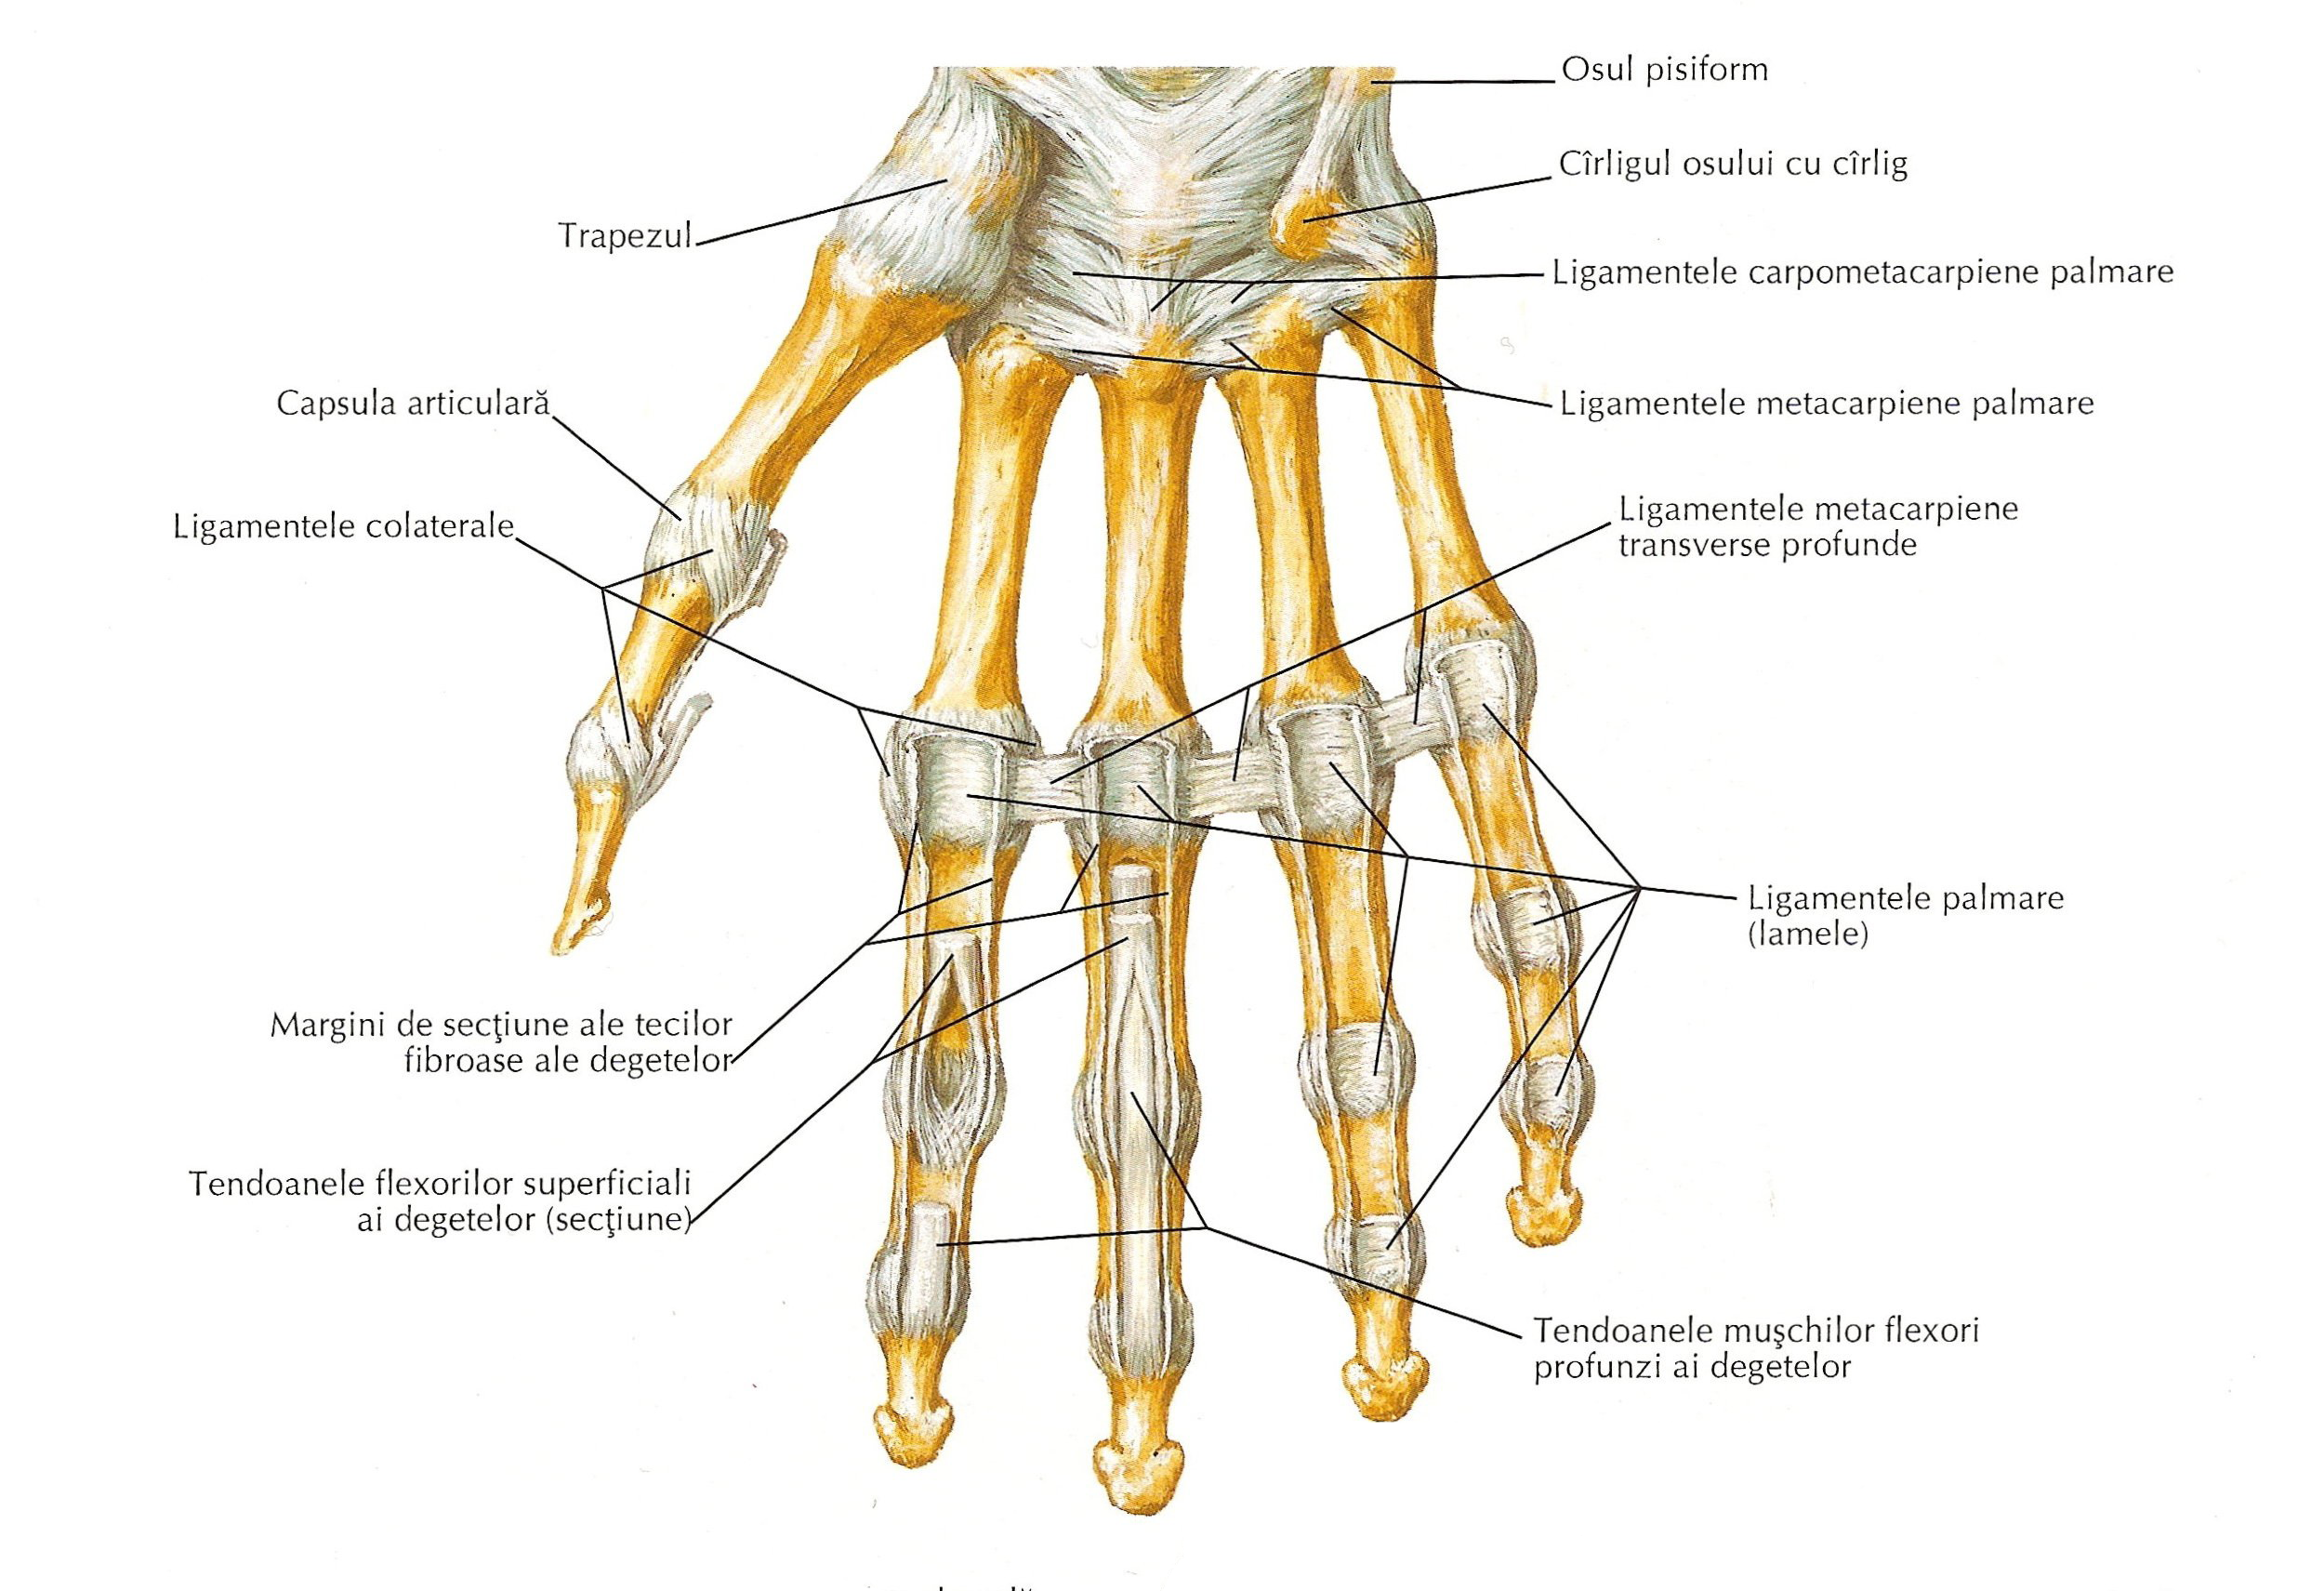 Osul pisiform
Cîrligul osului cu cîrlig
Trapezul
Ligamentele carpometacarpiene palmare
Capsula articulară
Ligamentele metacarpiene palmare
Ligamentele colaterale
Ligamentele metacarpiene
transverse profunde
Ligamentele palmare
(lamele)
Margini de secţiune ale tecilor
fibroase ale degetelor
Tendoanele flexorilor superficiali
ai degetelor (secţiune)
Tendoanele muşchilor flexori
profunzi ai degetelor